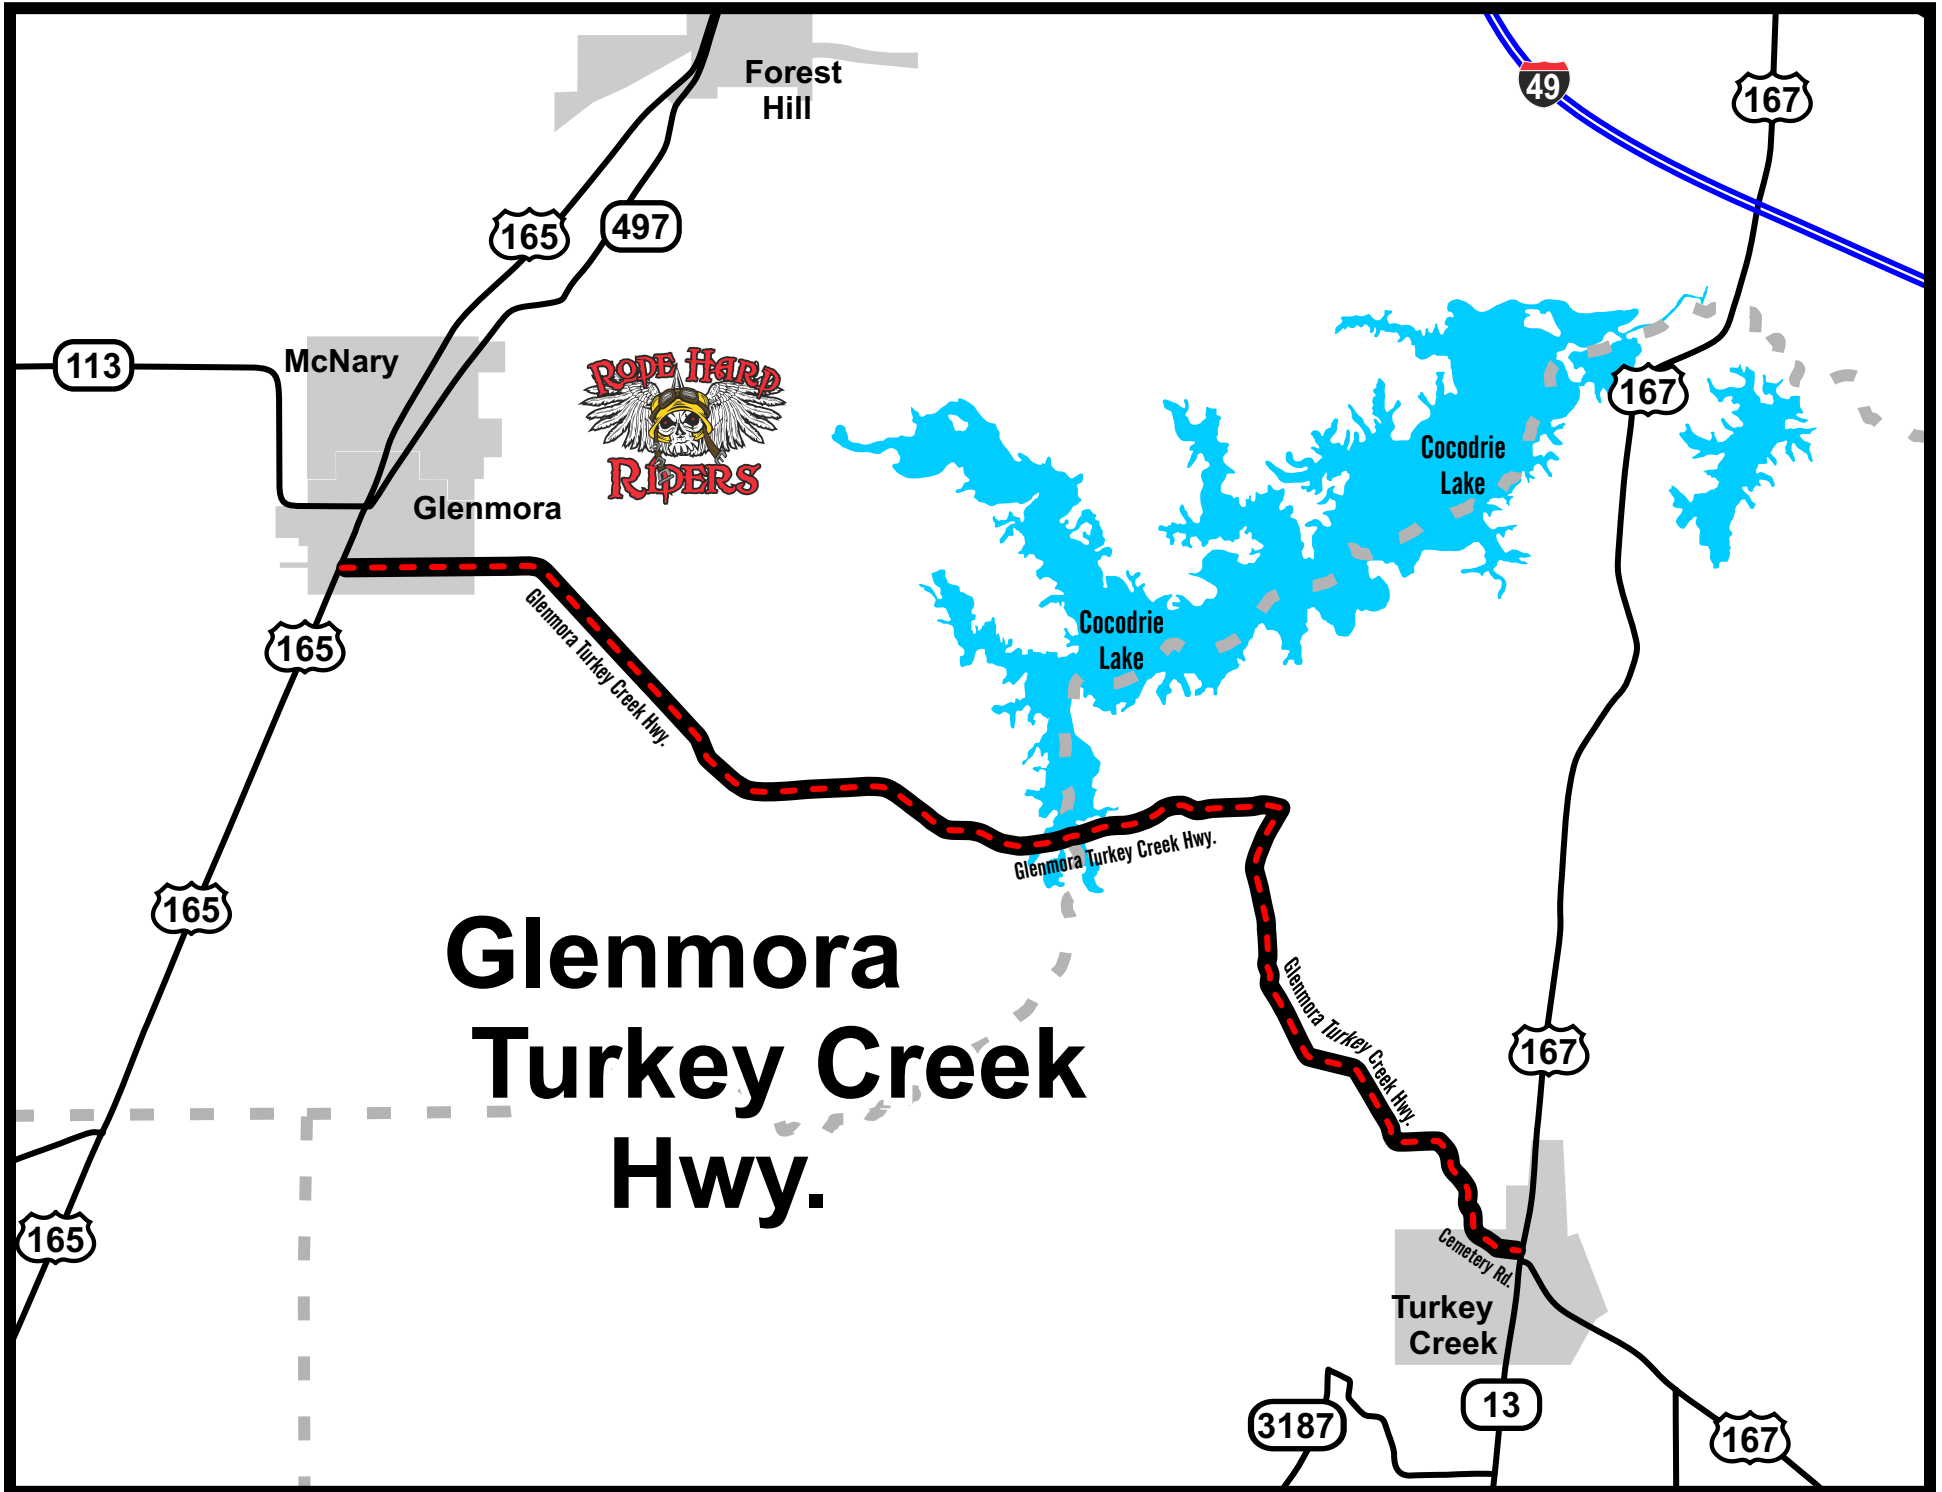 Forest
Hill
49
167
165
497
113
McNary
RODE HARD
RIDERS
167
Cocodrie
Lake
Glenmora
Glenmora Turkey Creek Hwy.
Cocodrie
Lake
165
Glenmora Turkey Creek Hwy.
165
Glenmora
Turkey Creek
Hwy.
Glenmora Turkey Creek Hwy.
167
165
Cemetery Rd.
Turkey
Creek
13
3187
167